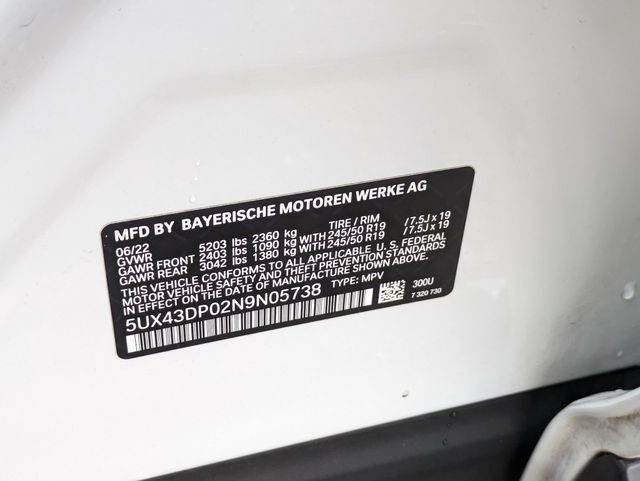 MFD BY BAYERISCHE MOTOREN WERKE AG
06/22 TIRE / RIM
GVWR 5203 lbs 2360 kg
GAWR FRONT 2403 lbs 1090 kg WITH 245/50 R19 / 7.5J x 19
GAWR REAR 3042 lbs 1380 kg WITH 245/50 R19 / 7.5J x 19
THIS VEHICLE CONFORMS TO ALL APPLICABLE U.S. FEDERAL
MOTOR VEHICLE SAFETY AND THEFT PREVENTION STANDARDS
IN EFFECT ON THE DATE OF MANUFACTURE SHOWN ABOVE.
5UX43DP02N9N05738 TYPE: MPV
300U
7 320 730